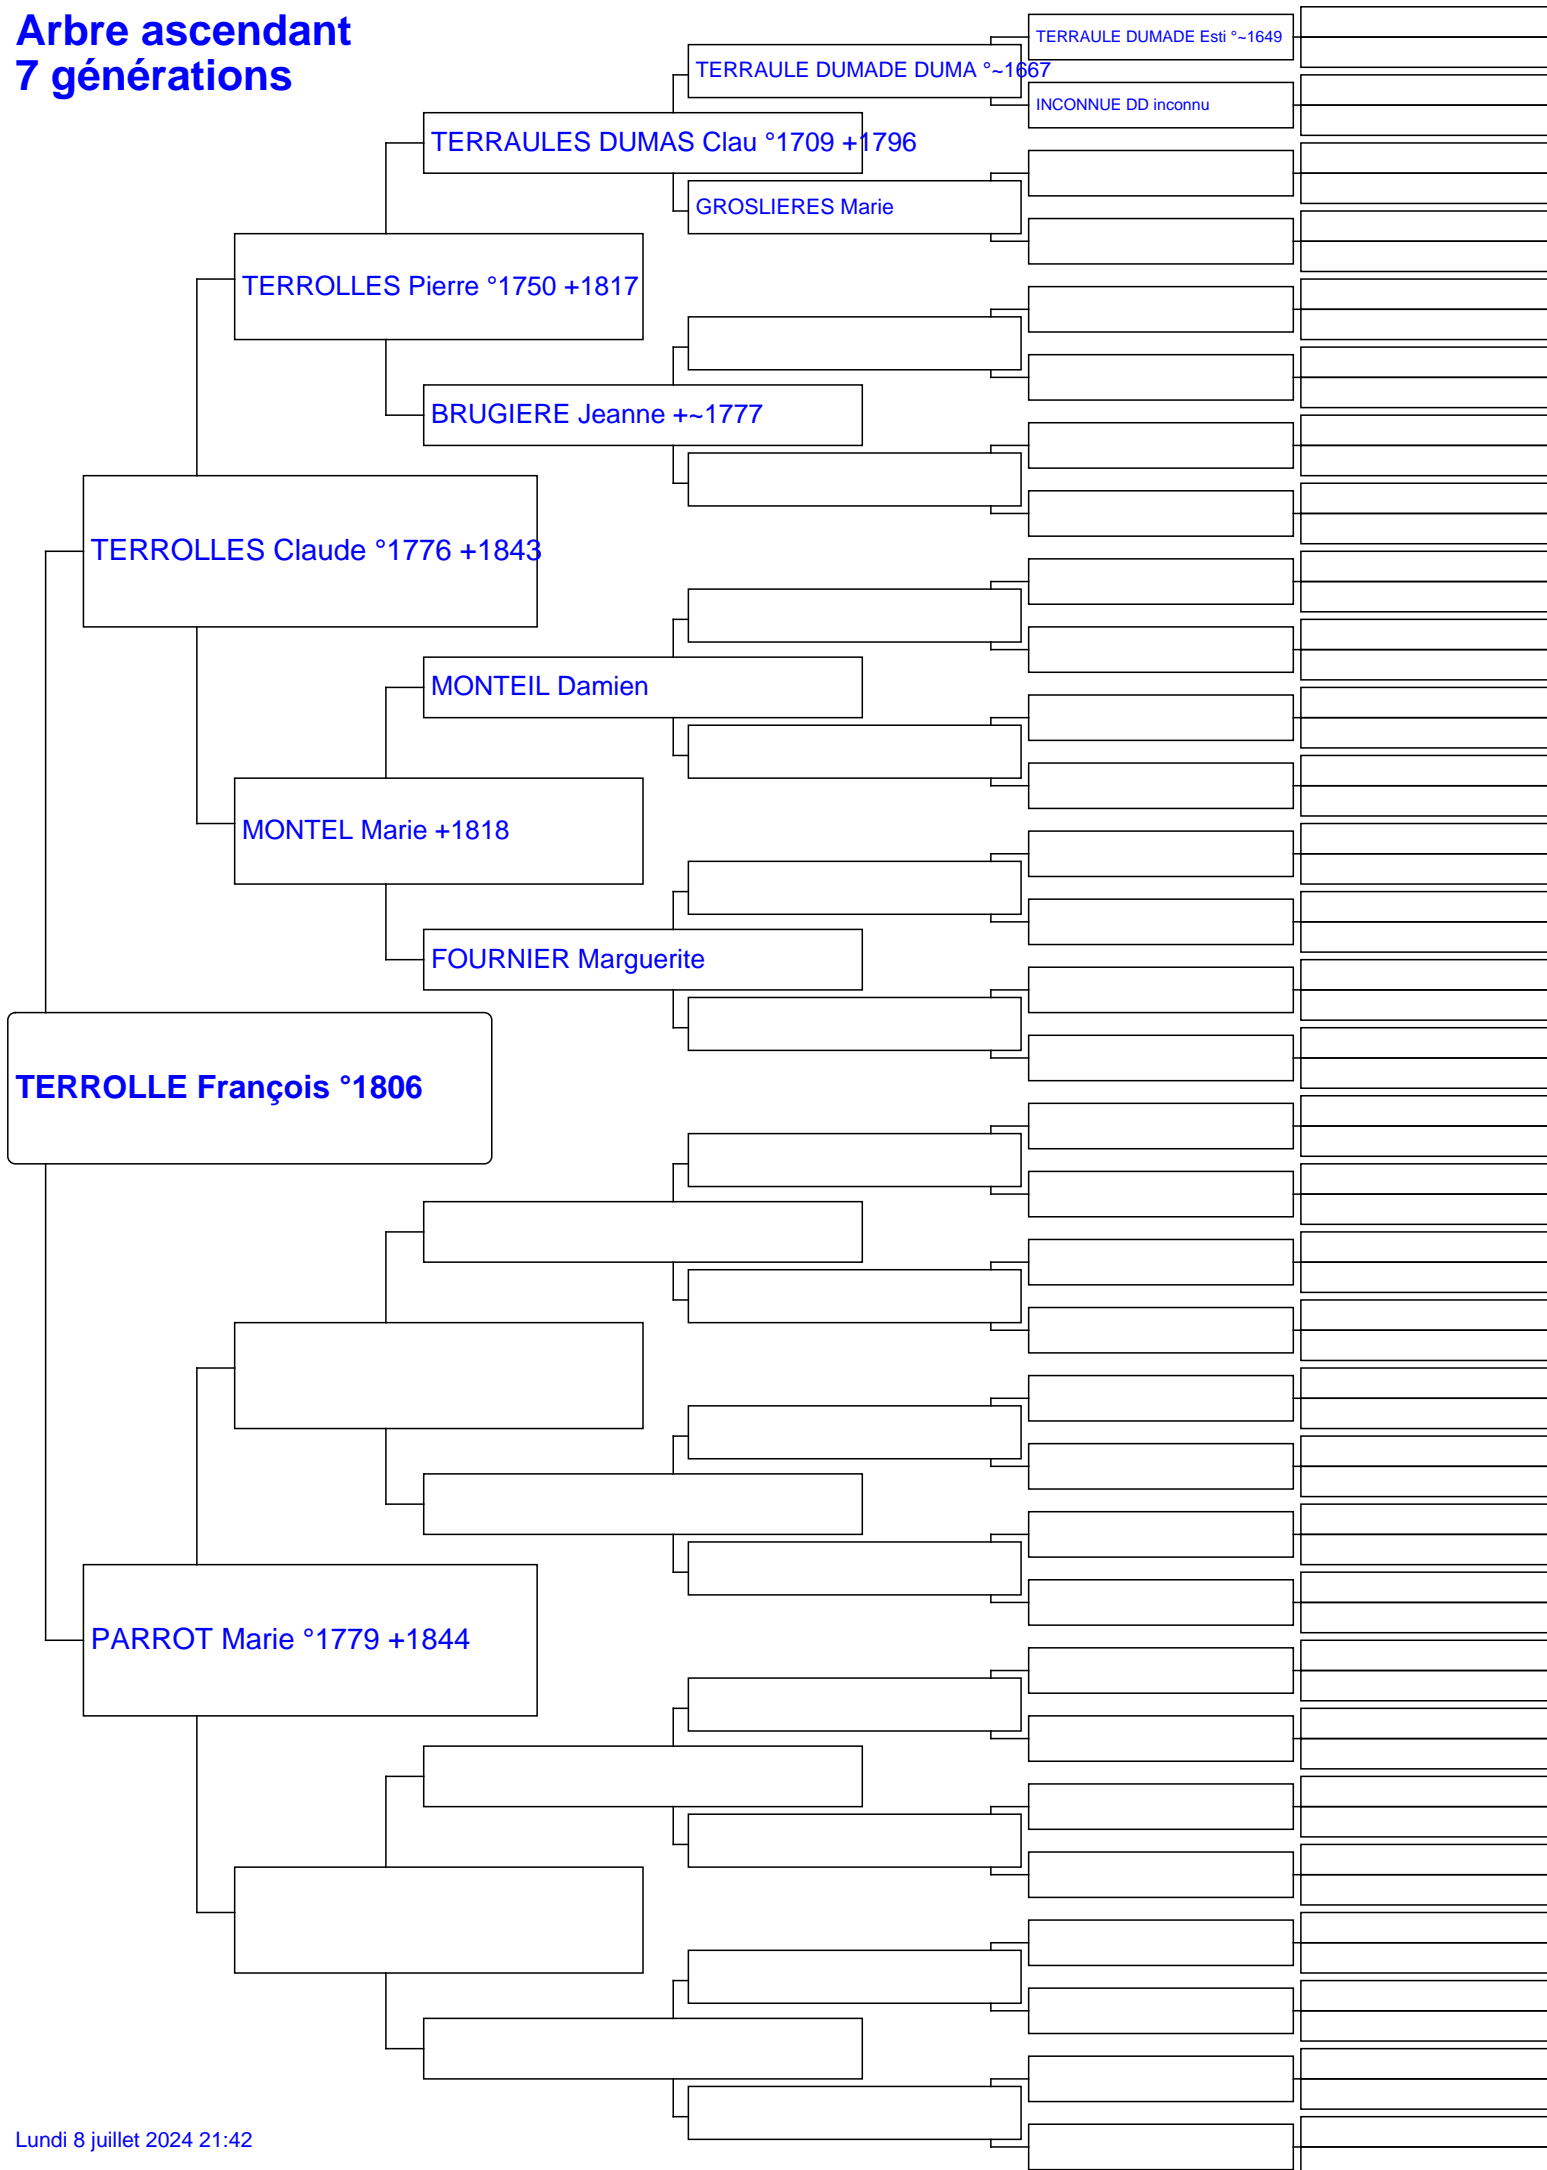 Arbre ascendant
7 générations
TERRAULE DUMADE Esti °~1649
TERRAULE DUMADE DUMA °~1667
INCONNUE DD inconnu
TERRAULES DUMAS Clau °1709 +1796
GROSLIERES Marie
TERROLLES Pierre °1750 +1817
BRUGIERE Jeanne +~1777
TERROLLES Claude °1776 +1843
MONTEIL Damien
MONTEL Marie +1818
FOURNIER Marguerite
TERROLLE François °1806
PARROT Marie °1779 +1844
Lundi 8 juillet 2024 21:42